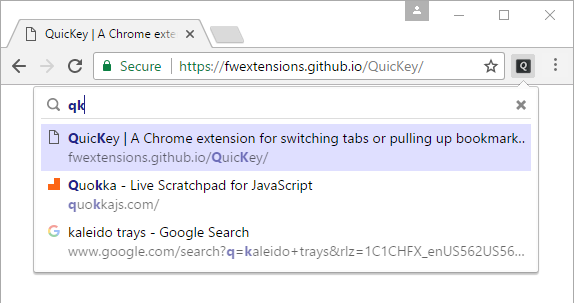 QuicKey | A Chrome exte
Secure
https://fwextensions.github.io/QuicKey/
Q
qk
QuicKey | A Chrome extension for switching tabs or pulling up bookmark..
fwextensions.github.io/QuicKey/
Quokka - Live Scratchpad for JavaScript
quokkajs.com/
kaleido trays - Google Search
www.google.com/search?q=kaleido+trays&rlz=1C1CHFX_enUS562US56...